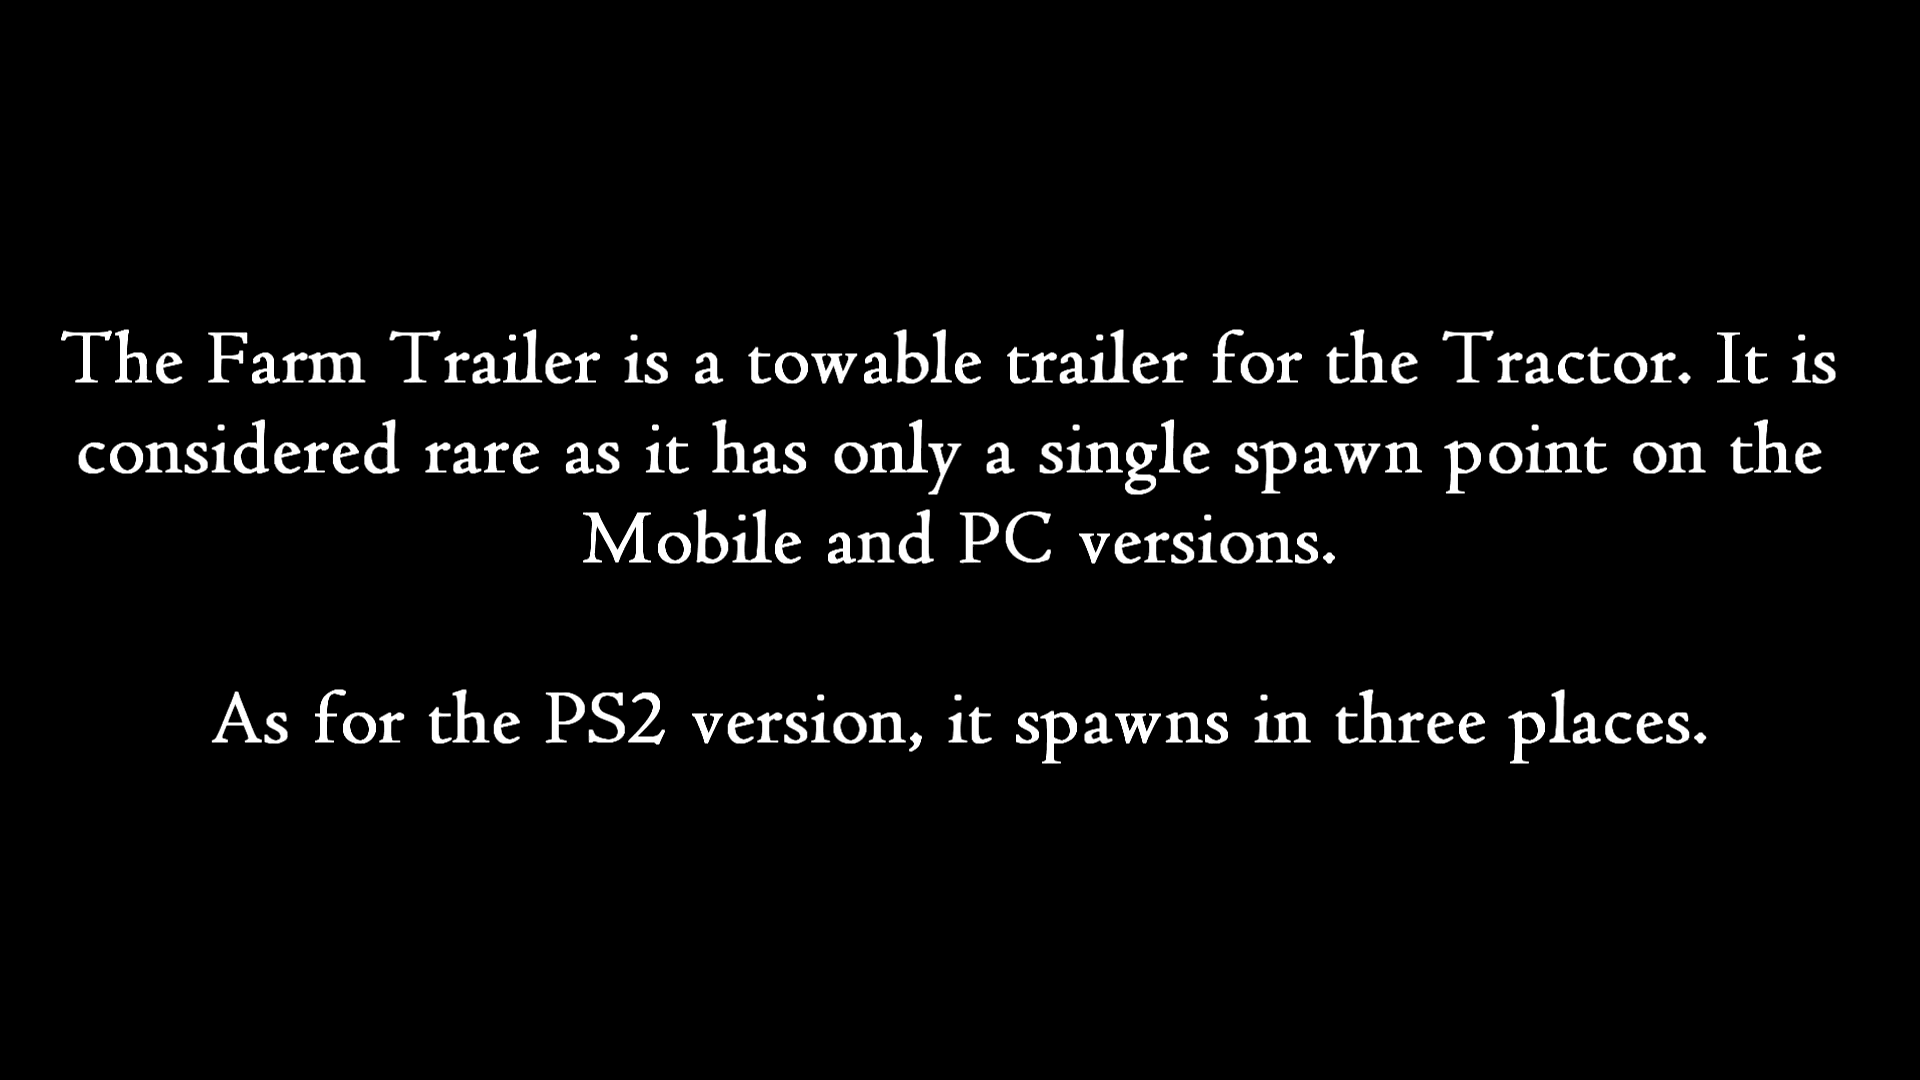 The Farm Trailer is a towable trailer for the Tractor. It is
considered rare as it has only a single spawn point on the
Mobile and PC versions.
As for the PS2 version, it spawns in three places.